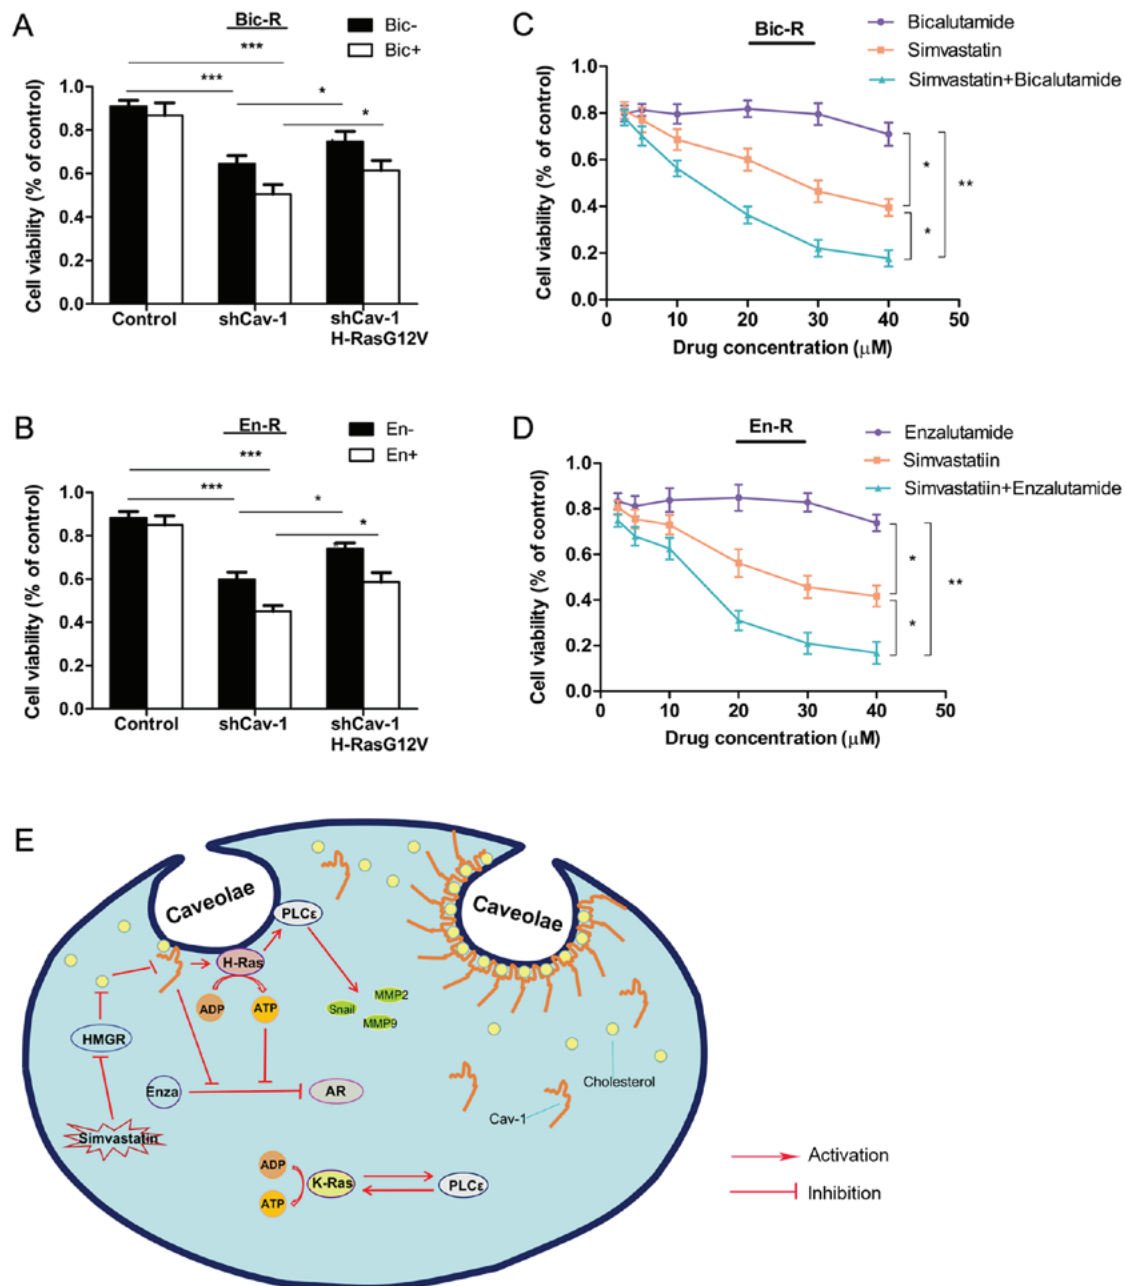 A
Bic-R
Bic-
Bic+
***
***
*
*
Cell viability (% of control)
1.0
0.8
0.6
0.4
0.2
0.0
Control
shCav-1
shCav-1
H-RasG12V
C
Bic-R
Bicalutamide
Simvastatin
Simvastatin+Bicalutamide
Cell viability (% of control)
1.0
0.8
0.6
0.4
0.2
0.0
*
**
*
0
10
20
30
40
50
Drug concentration (μM)
B
En-R
En-
En+
***
***
*
*
Cell viability (% of control)
1.0
0.8
0.6
0.4
0.2
0.0
Control
shCav-1
shCav-1
H-RasG12V
D
En-R
Enzalutamide
Simvastatiin
Simvastatiin+Enzalutamide
Cell viability (% of control)
1.0
0.8
0.6
0.4
0.2
0.0
*
**
*
0
10
20
30
40
50
Drug concentration (μM)
E
Caveolae
Caveolae
PLCε
H-Ras
ADP
ATP
Snail
MMP2
MMP9
HMGR
Enza
AR
Simvastatin
Cholesterol
Cav-1
ADP
ATP
K-Ras
PLCε
Activation
Inhibition